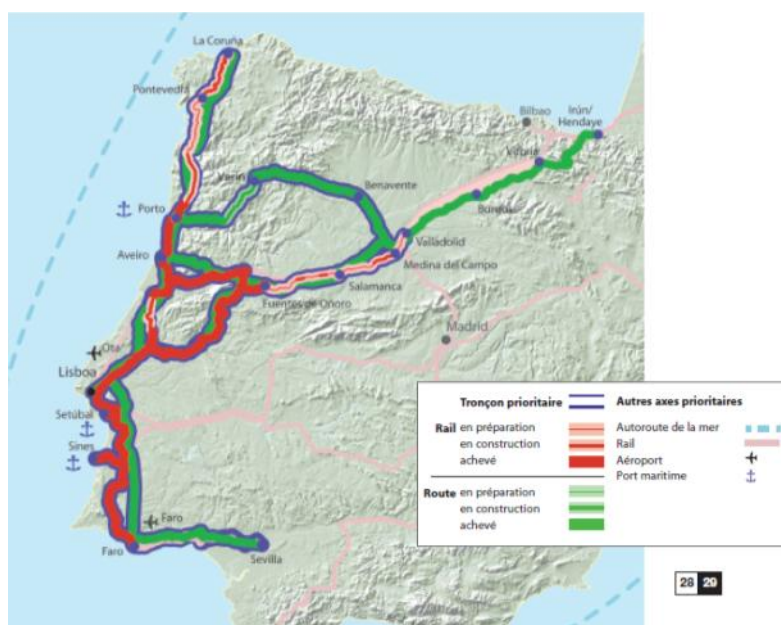 La Coruña
Pontevedra
Bilbao
Irún/
Hendaye
Vitoria
Verín
Benavente
Burgos
Porto
Valladolid
Aveiro
Medina del Campo
Salamanca
Fuentes de Oñoro
Madrid
Ota
Lisboa
Setúbal
Sines
Faro
Faro
Sevilla
Tronçon prioritaire
Autres axes prioritaires
Rail en préparation
en construction
achevé
Autoroute de la mer
Rail
Aéroport
Port maritime
Route en préparation
en construction
achevé
28 29